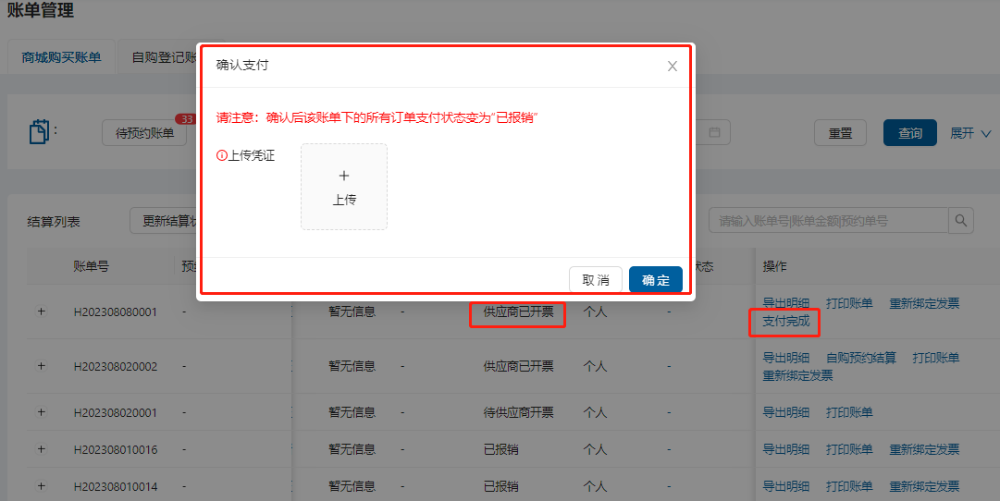 账单管理
商城购买账单 自购登记账
确认支付
请注意：确认后该账单下的所有订单支付状态变为“已报销”
: 待预约账单 33 重置 查询 展开
上传凭证
+
上传
结算列表 更新结算状 请输入账单号|账单金额|预约单号
取消 确定
账单号 预约 状态 操作
+ H202308080001 - 暂无信息 - 供应商已开票 个人 - 导出明细 打印账单 重新绑定发票
支付完成
+ H202308020002 - 暂无信息 - 供应商已开票 个人 - 导出明细 自购预约结算 打印账单
重新绑定发票
+ H202308020001 - 暂无信息 - 待供应商开票 个人 - 导出明细 打印账单
+ H202308010016 - 暂无信息 - 已报销 个人 - 导出明细 打印账单 重新绑定发票
+ H202308010014 - 暂无信息 - 已报销 个人 - 导出明细 打印账单 重新绑定发票